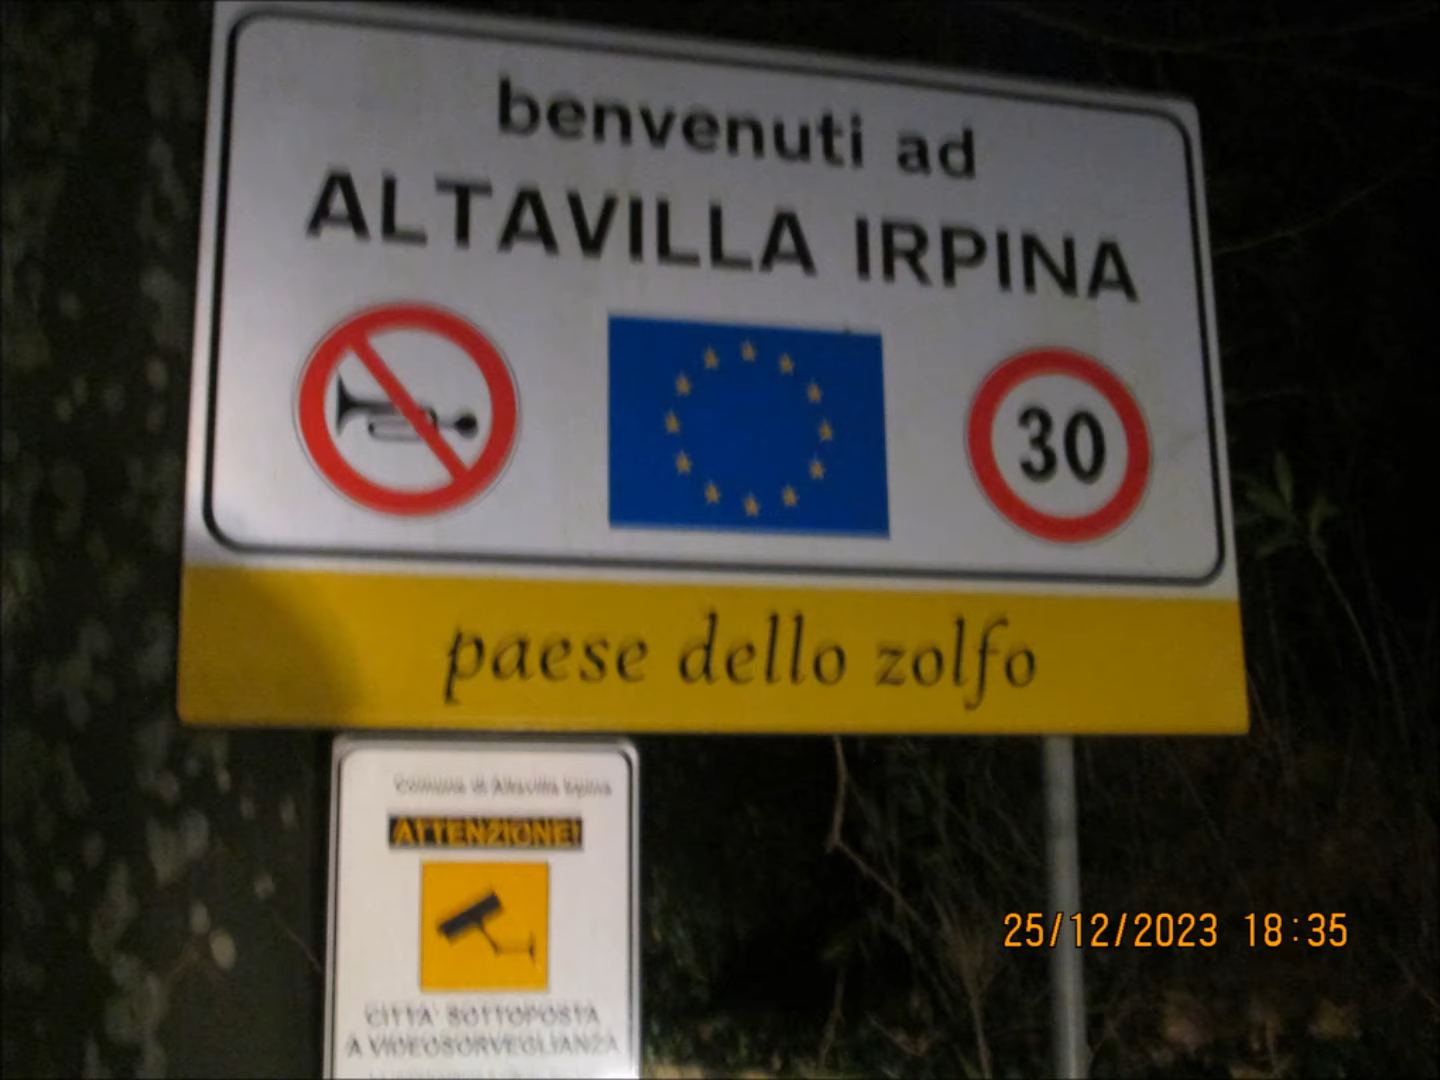 benvenuti ad
ALTAVILLA IRPINA
30
paese dello zolfo
Comune di Altavilla Irpina
ATTENZIONE!
CITTA' SOTTOPOSTA
A VIDEOSORVEGLIANZA
25/12/2023 18:35